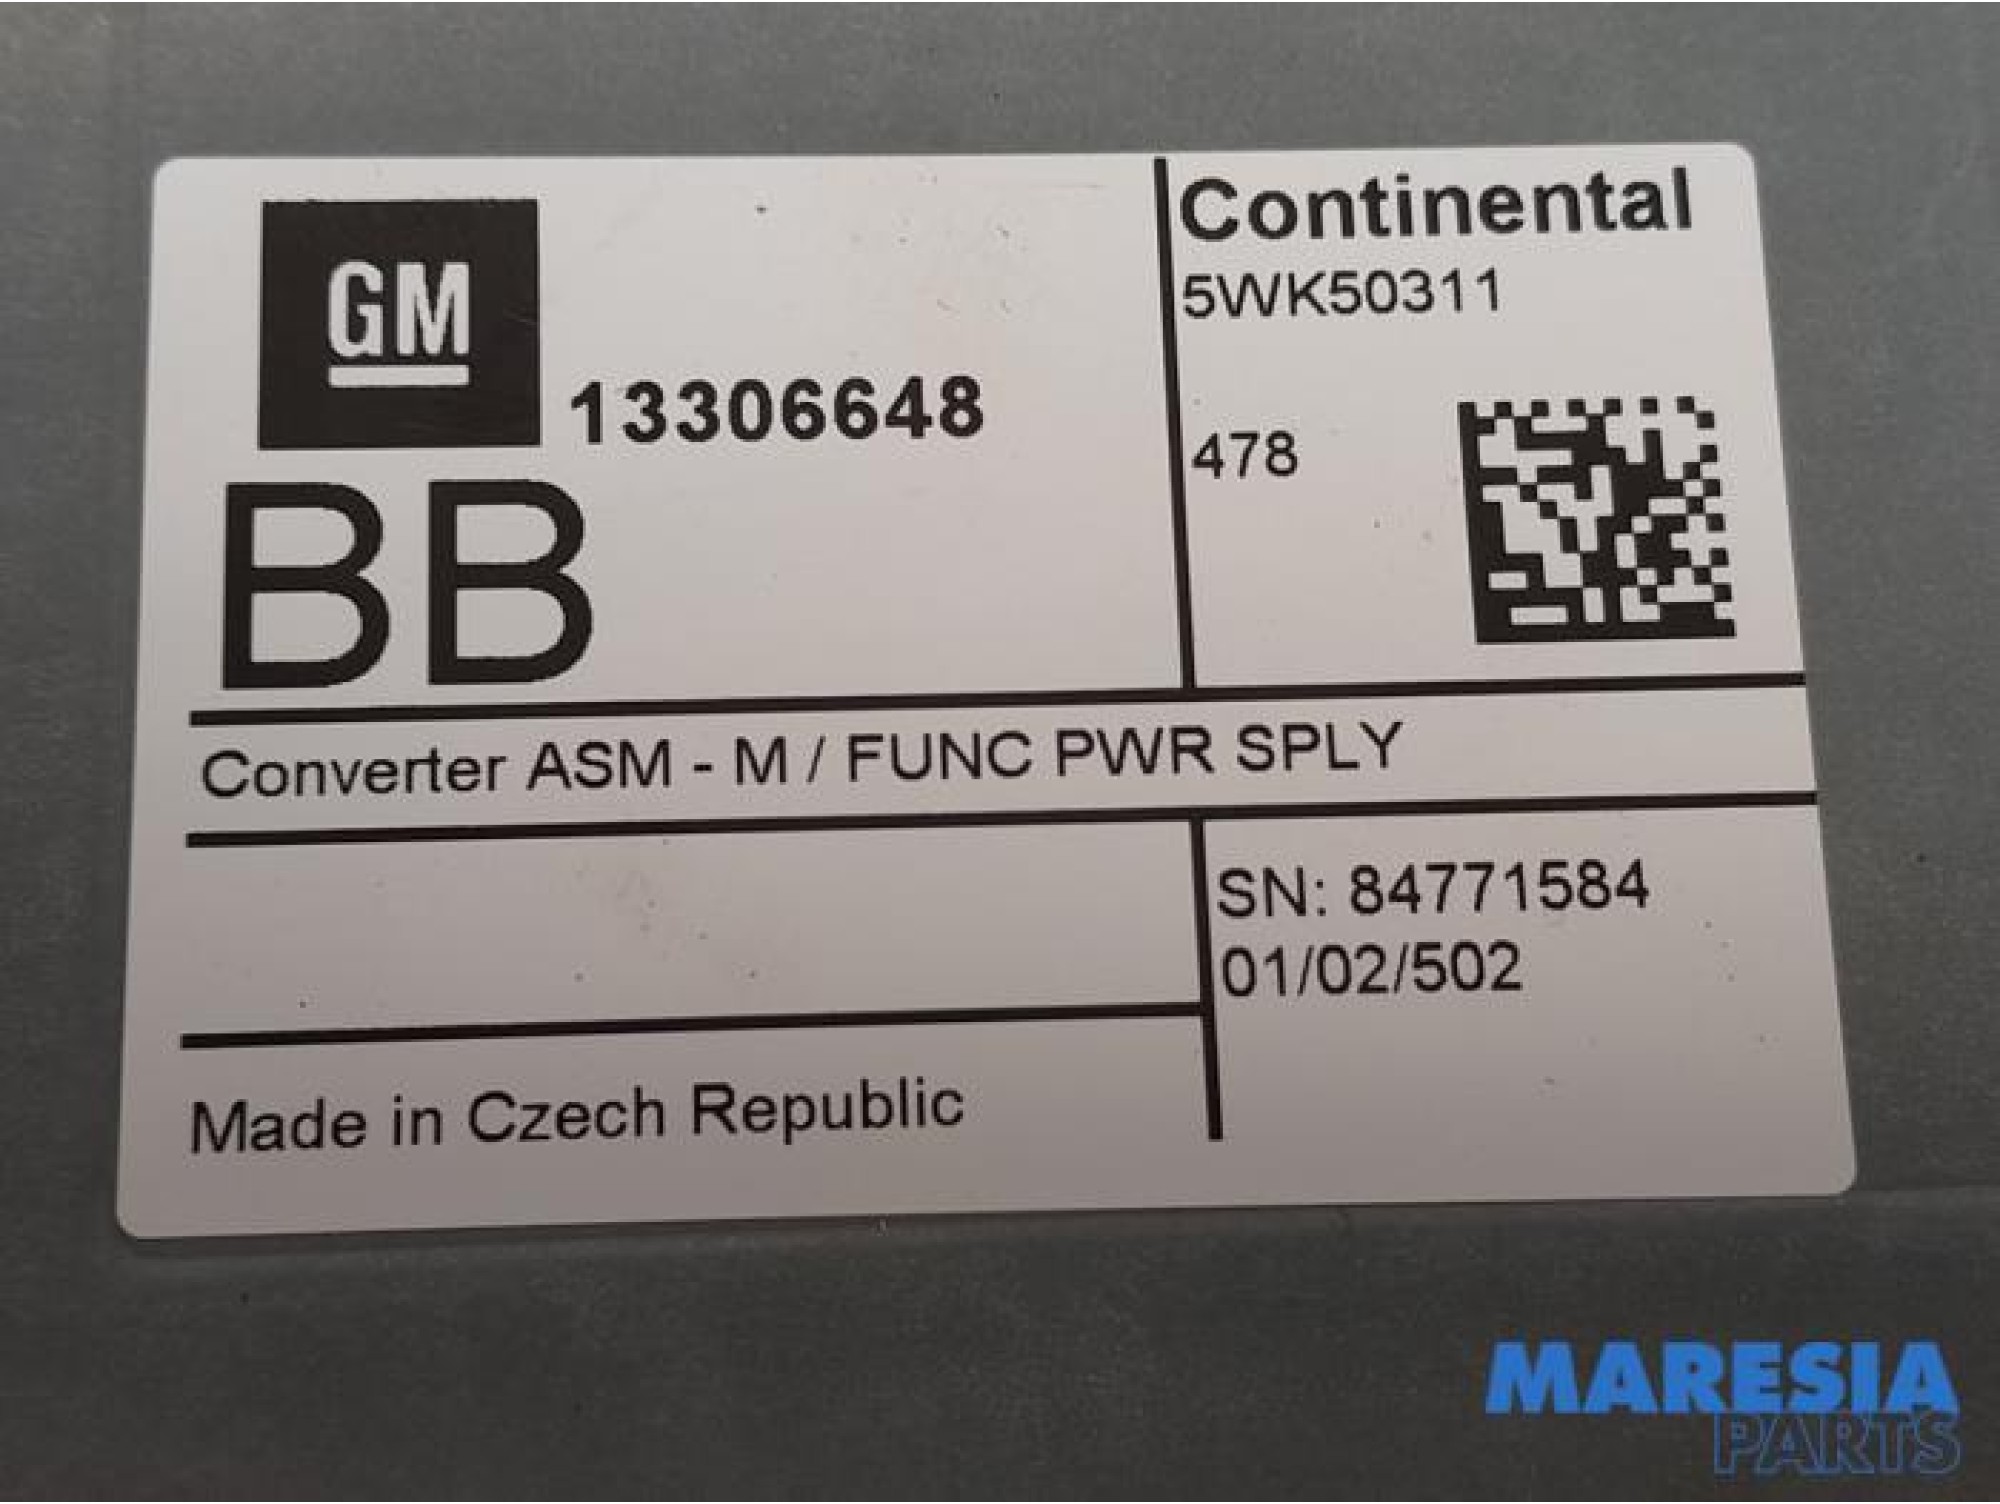 GM
13306648
BB
Continental
5WK50311
478
Converter ASM - M / FUNC PWR SPLY
SN: 84771584
01/02/502
Made in Czech Republic
MARESIA
PARTS